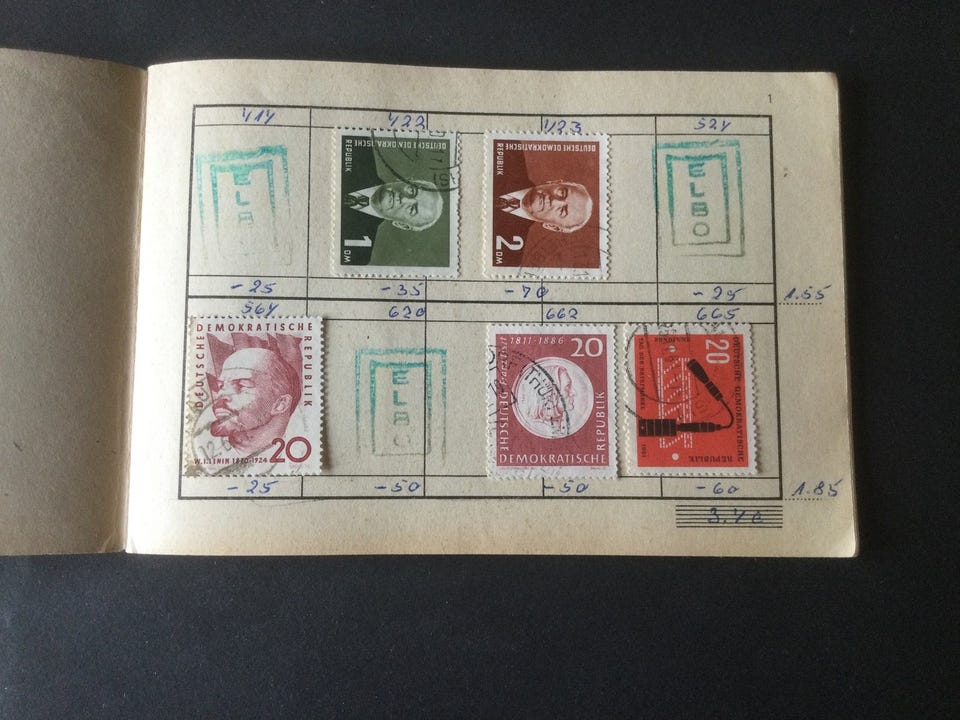 1
414 422 423 524
ELBO
DEUTSCHE DEMOKRATISCHE
REPUBLIK
1 DM
DEUTSCHE DEMOKRATISCHE
REPUBLIK
2 DM
ELBO
-25 -35 -70 -25 1.55
564 620 662 665
DEMOKRATISCHE
DEUTSCHE
REPUBLIK
W.I. LENIN 1870-1924 20
ELBO
1811-1886 20
DEUTSCHE
REPUBLIK
DEMOKRATISCHE
20
DEUTSCHE DEMOKRATISCHE
REPUBLIK
1961
-25 -50 -50 -60 1.85
3.40